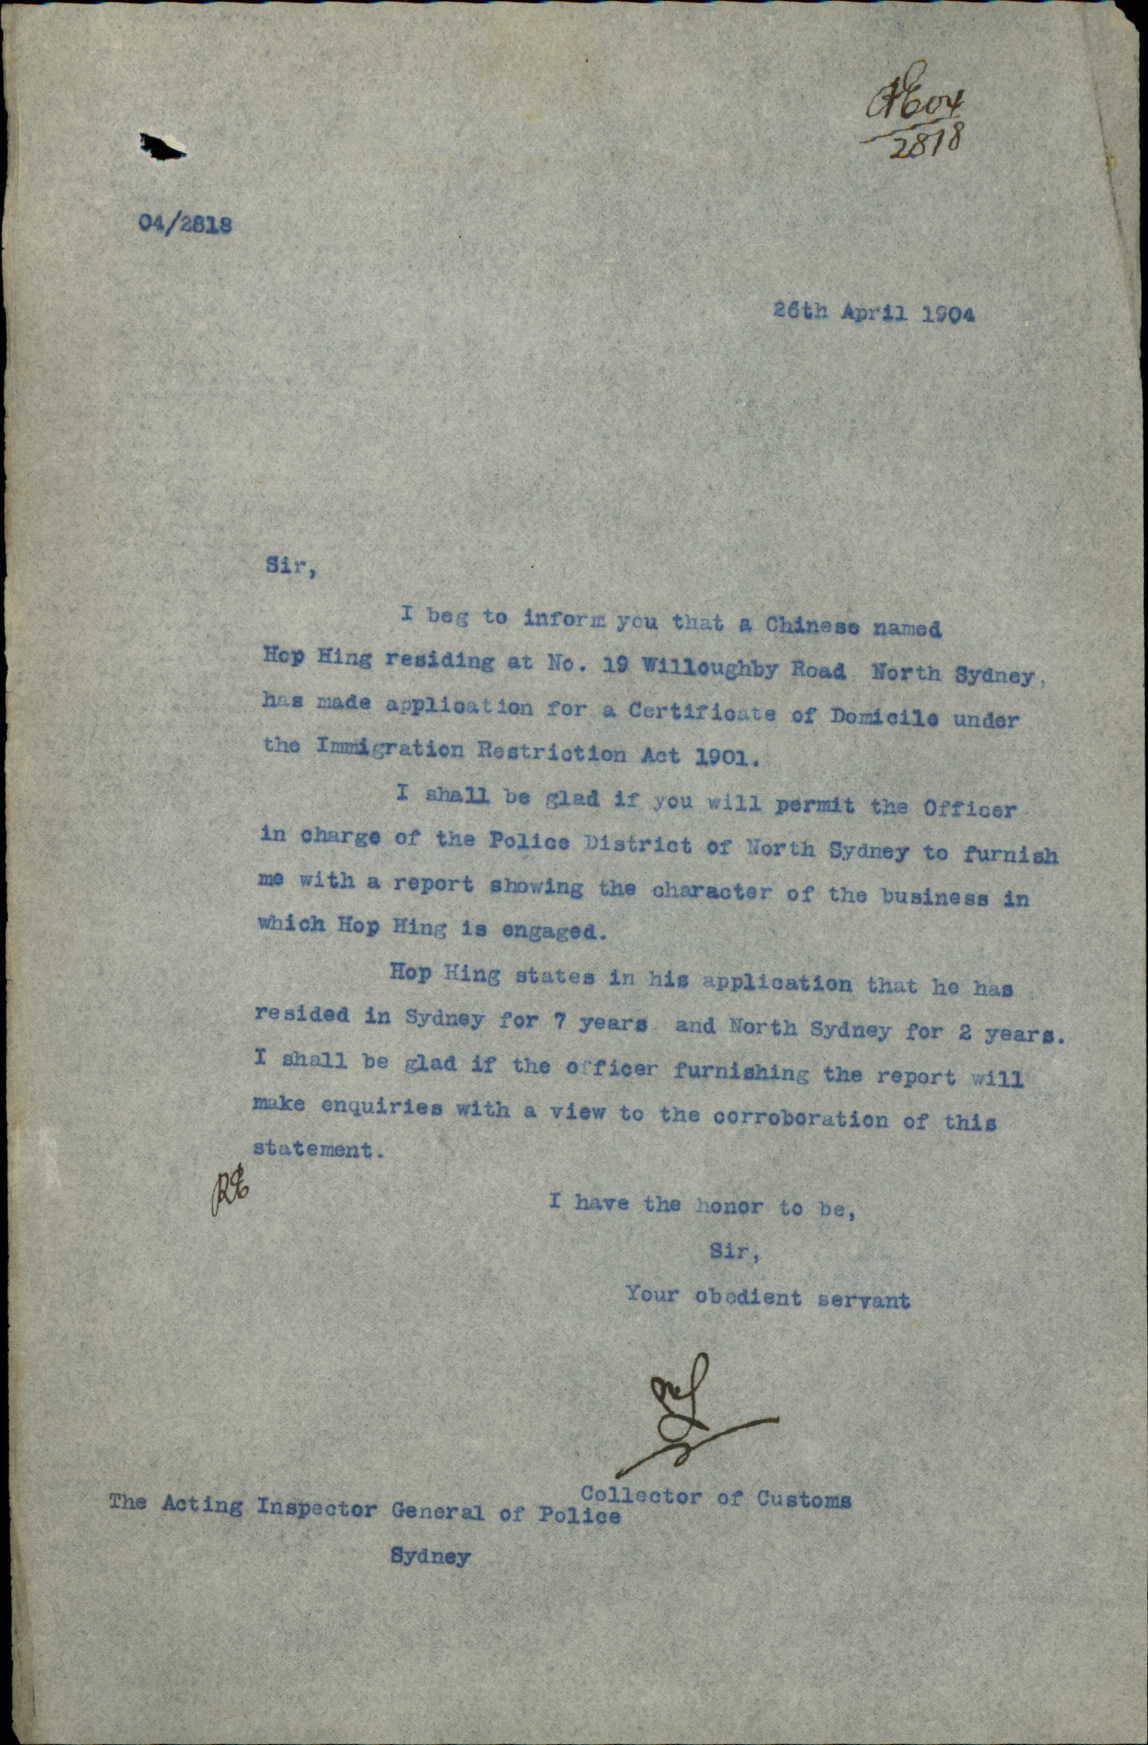 04
2818
04/2818
26th April 1904
Sir,
I beg to inform you that a Chinese named
Hop Hing residing at No. 19 Willoughby Road North Sydney,
has made application for a Certificate of Domicile under
the Immigration Restriction Act 1901.
I shall be glad if you will permit the Officer
in charge of the Police District of North Sydney to furnish
me with a report showing the character of the business in
which Hop Hing is engaged.
Hop Hing states in his application that he has
resided in Sydney for 7 years and North Sydney for 2 years.
I shall be glad if the officer furnishing the report will
make enquiries with a view to the corroboration of this
statement.
I have the honor to be,
Sir,
Your obedient servant
Collector of Customs
The Acting Inspector General of Police
Sydney